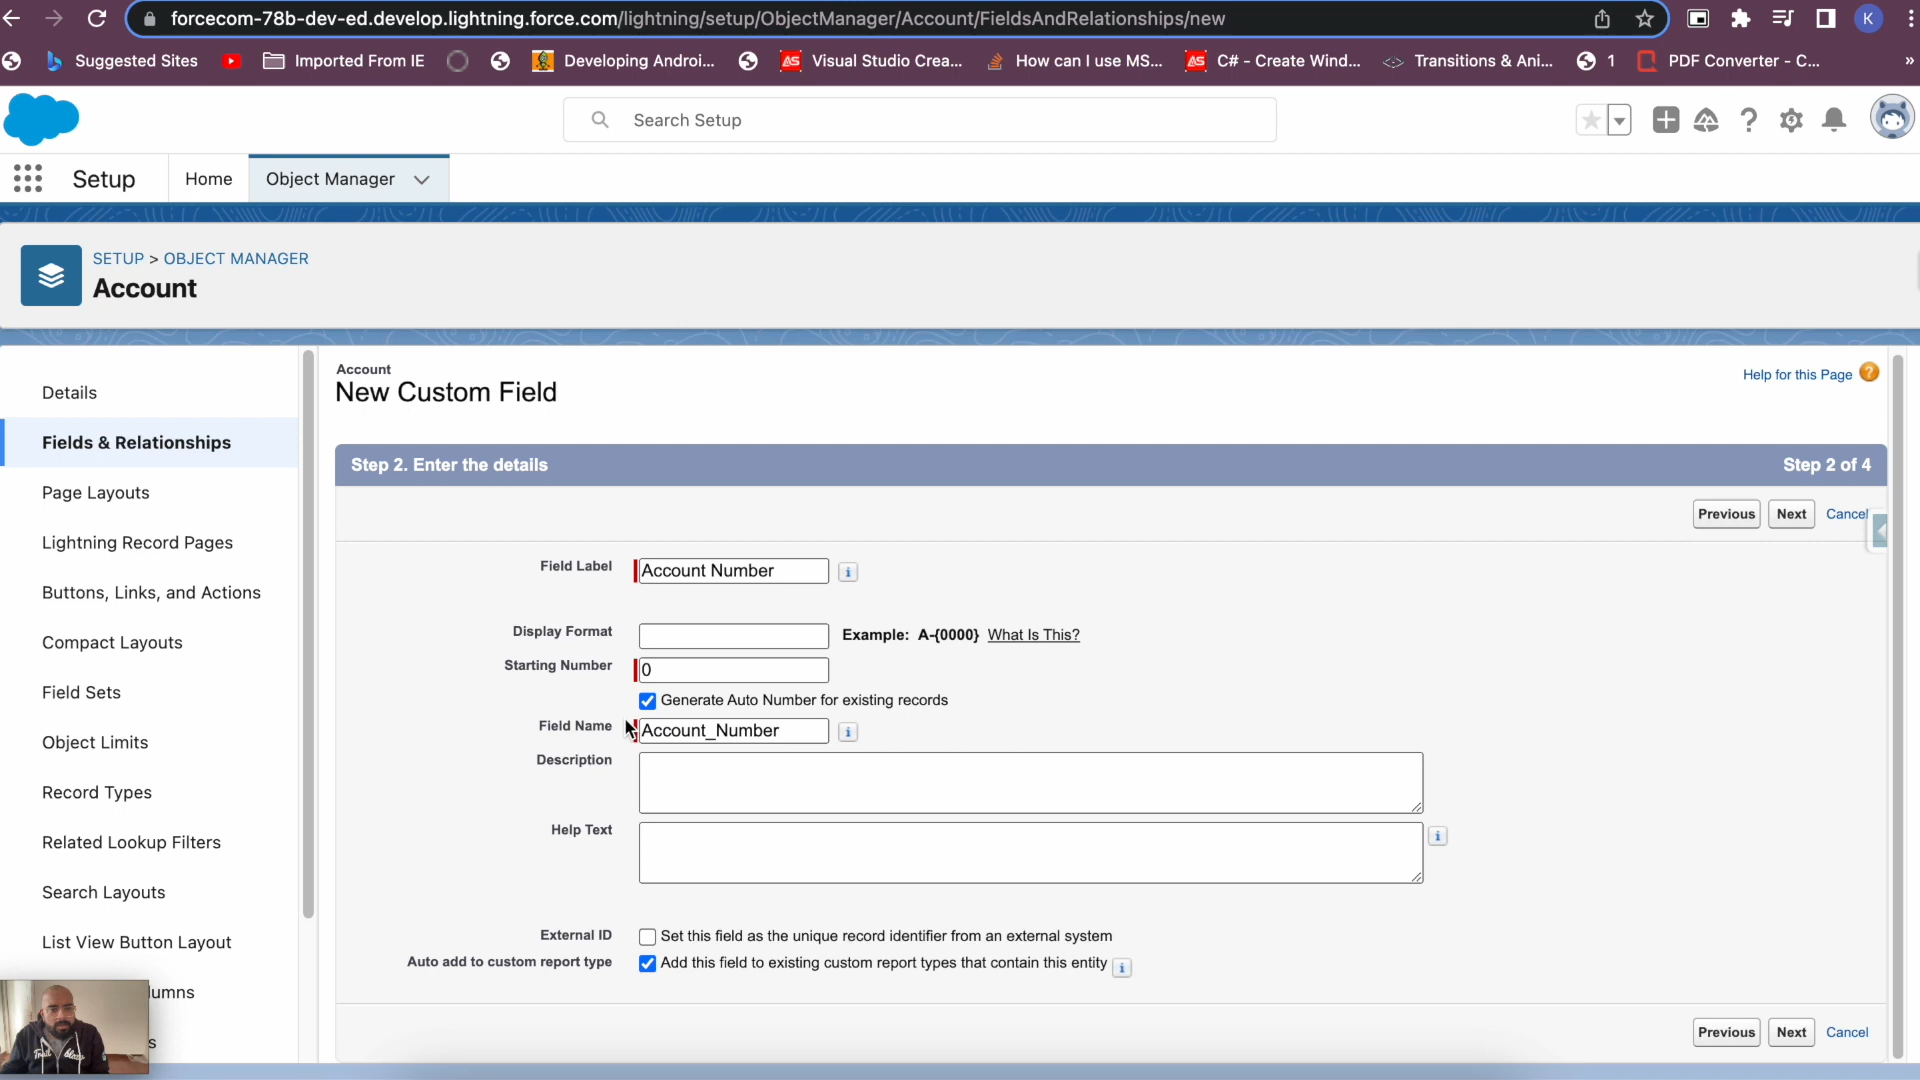 forcecom-78b-dev-ed.develop.lightning.force.com/lightning/setup/ObjectManager/Account/FieldsAndRelationships/new
K
Suggested Sites
Imported From IE
Developing Androi...
Visual Studio Crea...
How can I use MS...
C# - Create Wind...
Transitions & Ani...
1
PDF Converter - C...
»
Search Setup
Setup
Home
Object Manager
SETUP > OBJECT MANAGER
Account
Details
Fields & Relationships
Page Layouts
Lightning Record Pages
Buttons, Links, and Actions
Compact Layouts
Field Sets
Object Limits
Record Types
Related Lookup Filters
Search Layouts
List View Button Layout
lumns
s
Account
New Custom Field
Help for this Page
Step 2. Enter the details
Step 2 of 4
Previous
Next
Cancel
Field Label
Account Number
Display Format
Example: A-{0000} What Is This?
Starting Number
0
Generate Auto Number for existing records
Field Name
Account_Number
Description
Help Text
External ID
Set this field as the unique record identifier from an external system
Auto add to custom report type
Add this field to existing custom report types that contain this entity
Previous
Next
Cancel